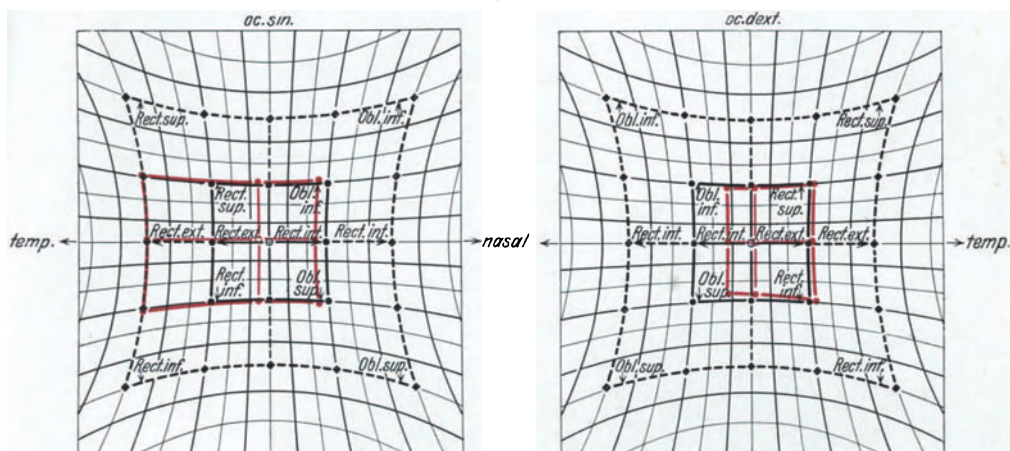 oc.sin.
Rect.sup.
Obl.inf.
Rect. sup.
Obl. inf.
temp.
Rect.ext.
Rect.ext.
Rect.int.
Rect.int.
nasal
Rect. inf.
Obl. sup.
Rect.inf.
Obl.sup.
oc.dext.
Obl.inf.
Rect.sup.
Obl. inf.
Rect. sup.
Rect.int.
Rect.int.
Rect.ext.
Rect.ext.
temp.
Obl. sup.
Rect. inf.
Obl.sup.
Rect.inf.